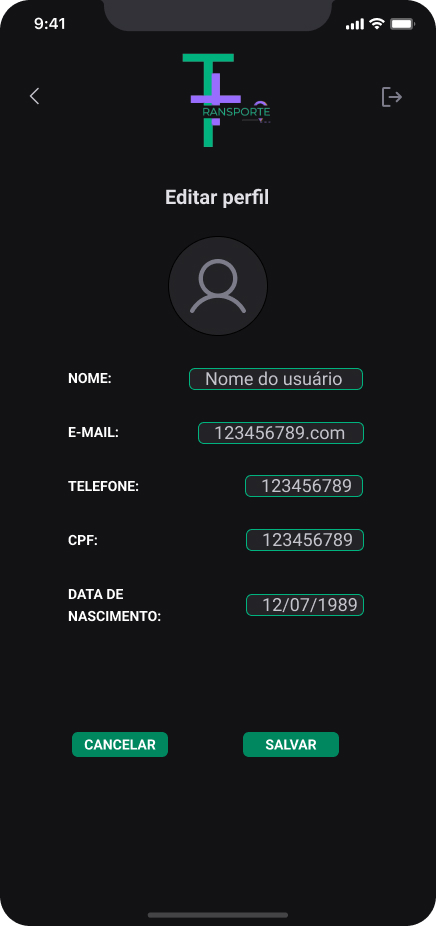 9:41
RANSPORTE
Editar perfil
NOME:
Nome do usuário
E-MAIL:
123456789.com
TELEFONE:
123456789
CPF:
123456789
DATA DE
NASCIMENTO:
12/07/1989
CANCELAR
SALVAR